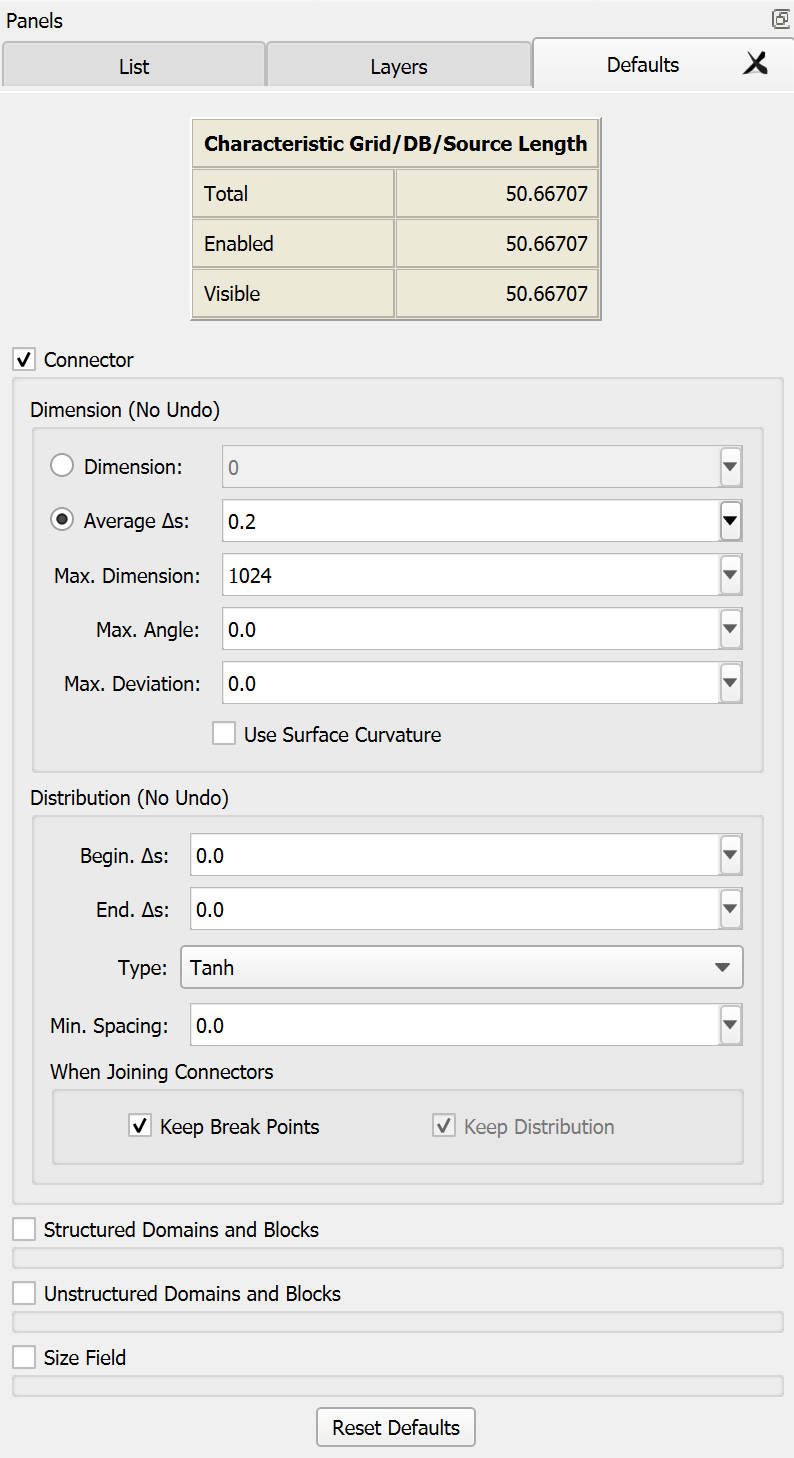 Panels
List Layers Defaults
Characteristic Grid/DB/Source Length
Total 50.66707
Enabled 50.66707
Visible 50.66707
Connector
Dimension (No Undo)
Dimension: 0
Average Δs: 0.2
Max. Dimension: 1024
Max. Angle: 0.0
Max. Deviation: 0.0
Use Surface Curvature
Distribution (No Undo)
Begin. Δs: 0.0
End. Δs: 0.0
Type: Tanh
Min. Spacing: 0.0
When Joining Connectors
Keep Break Points Keep Distribution
Structured Domains and Blocks
Unstructured Domains and Blocks
Size Field
Reset Defaults